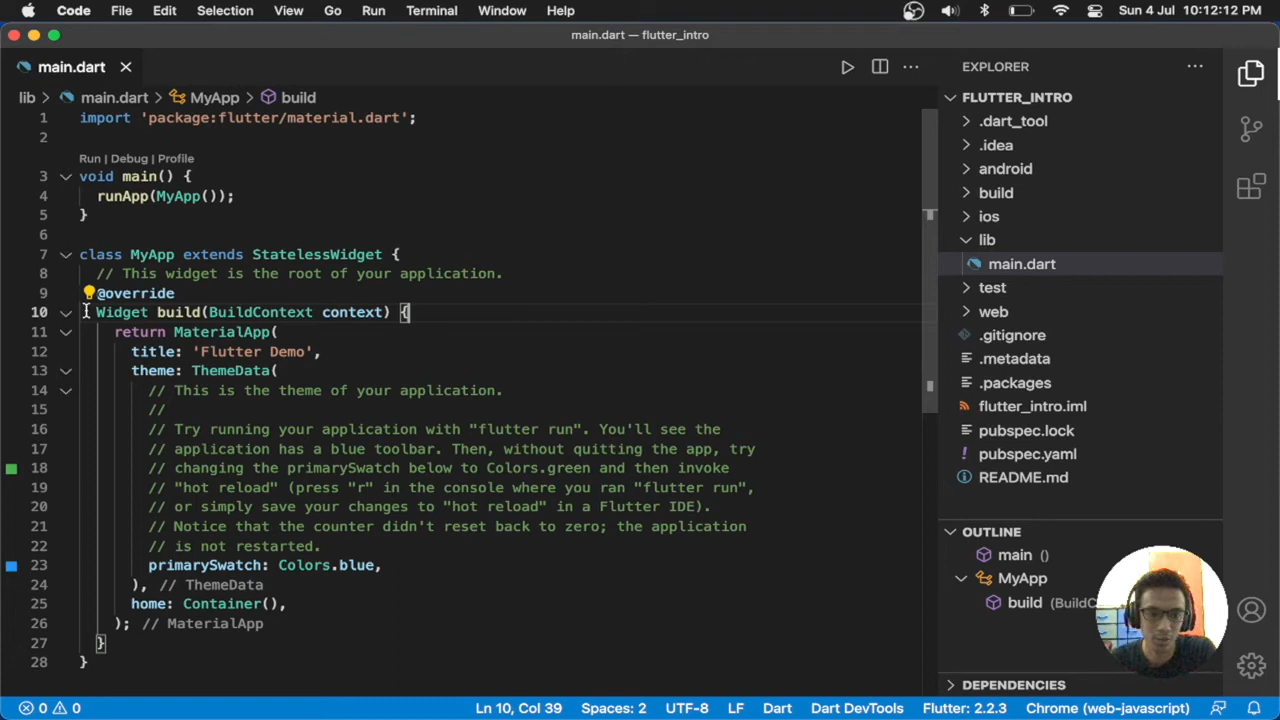 Code File Edit Selection View Go Run Terminal Window Help Sun 4 Jul 10:12:12 PM
main.dart — flutter_intro
main.dart
lib > main.dart > MyApp > build
1 import 'package:flutter/material.dart';
2
Run | Debug | Profile
3 void main() {
4 runApp(MyApp());
5 }
6
7 class MyApp extends StatelessWidget {
8 // This widget is the root of your application.
9 @override
10 Widget build(BuildContext context) {
11 return MaterialApp(
12 title: 'Flutter Demo',
13 theme: ThemeData(
14 // This is the theme of your application.
15 //
16 // Try running your application with "flutter run". You'll see the
17 // application has a blue toolbar. Then, without quitting the app, try
18 // changing the primarySwatch below to Colors.green and then invoke
19 // "hot reload" (press "r" in the console where you ran "flutter run",
20 // or simply save your changes to "hot reload" in a Flutter IDE).
21 // Notice that the counter didn't reset back to zero; the application
22 // is not restarted.
23 primarySwatch: Colors.blue,
24 ), // ThemeData
25 home: Container(),
26 ); // MaterialApp
27 }
28 }
EXPLORER
FLUTTER_INTRO
.dart_tool
.idea
android
build
ios
lib
main.dart
test
web
.gitignore
.metadata
.packages
flutter_intro.iml
pubspec.lock
pubspec.yaml
README.md
OUTLINE
main ()
MyApp
build (BuildC
DEPENDENCIES
0 0 Ln 10, Col 39 Spaces: 2 UTF-8 LF Dart Dart DevTools Flutter: 2.2.3 Chrome (web-javascript)